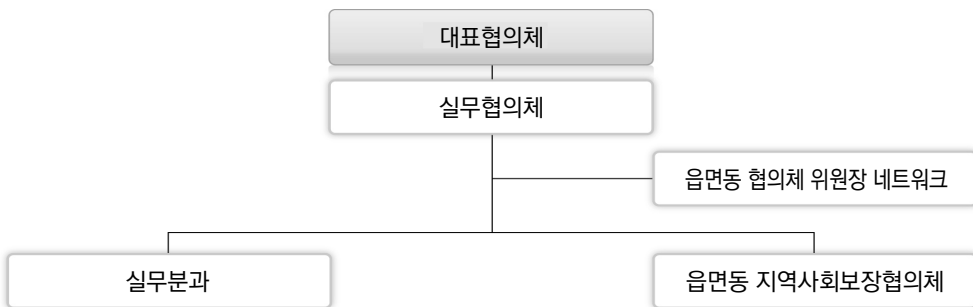 대표협의체
실무협의체
읍면동 협의체 위원장 네트워크
실무분과
읍면동 지역사회보장협의체